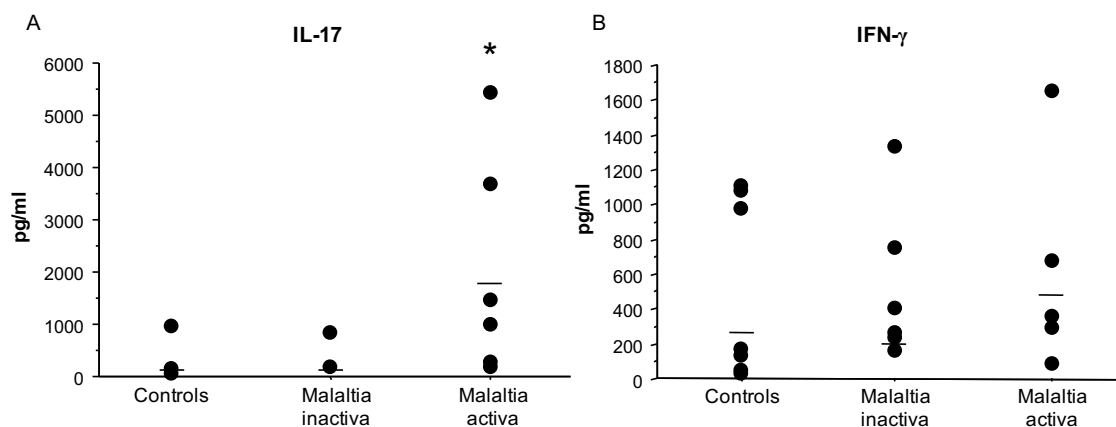 A
IL-17
*
pg/ml
6000
5000
4000
3000
2000
1000
0
Controls
Malaltia
inactiva
Malaltia
activa
B
IFN-γ
pg/ml
1800
1600
1400
1200
1000
800
600
400
200
0
Controls
Malaltia
inactiva
Malaltia
activa